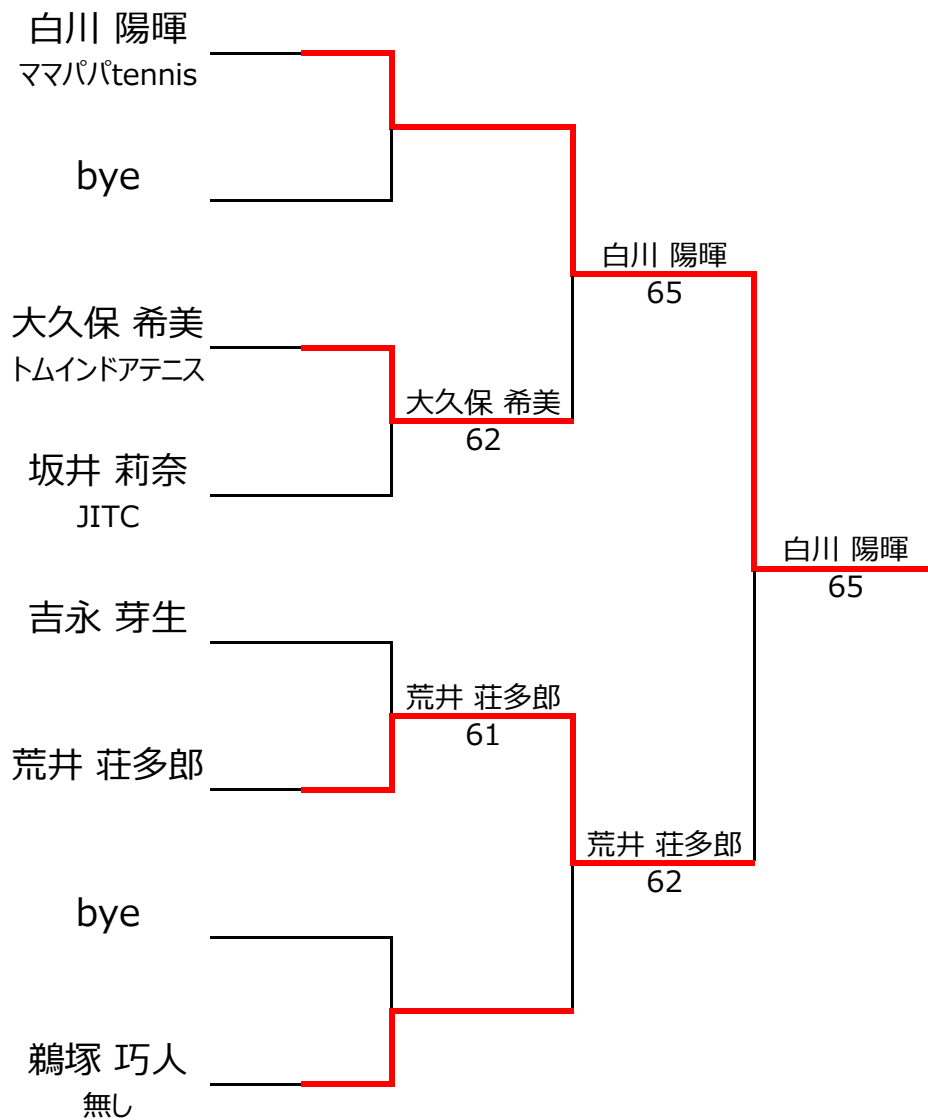 白川 陽暉
ママパパtennis
bye
白川 陽暉
65
大久保 希美
トムインドアテニス
大久保 希美
62
坂井 莉奈
JITC
白川 陽暉
65
吉永 芽生
荒井 荘多郎
61
荒井 荘多郎
荒井 荘多郎
62
bye
鵜塚 巧人
無し